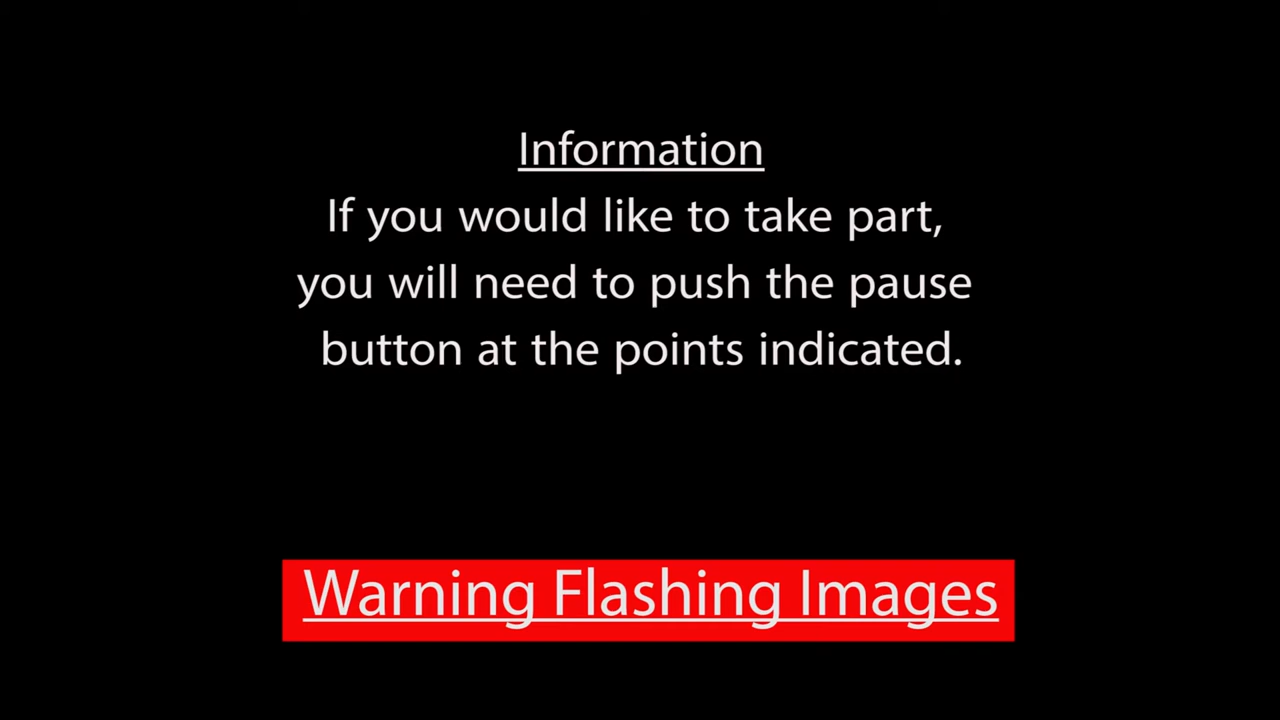 Information
If you would like to take part,
you will need to push the pause
button at the points indicated.
Warning Flashing Images